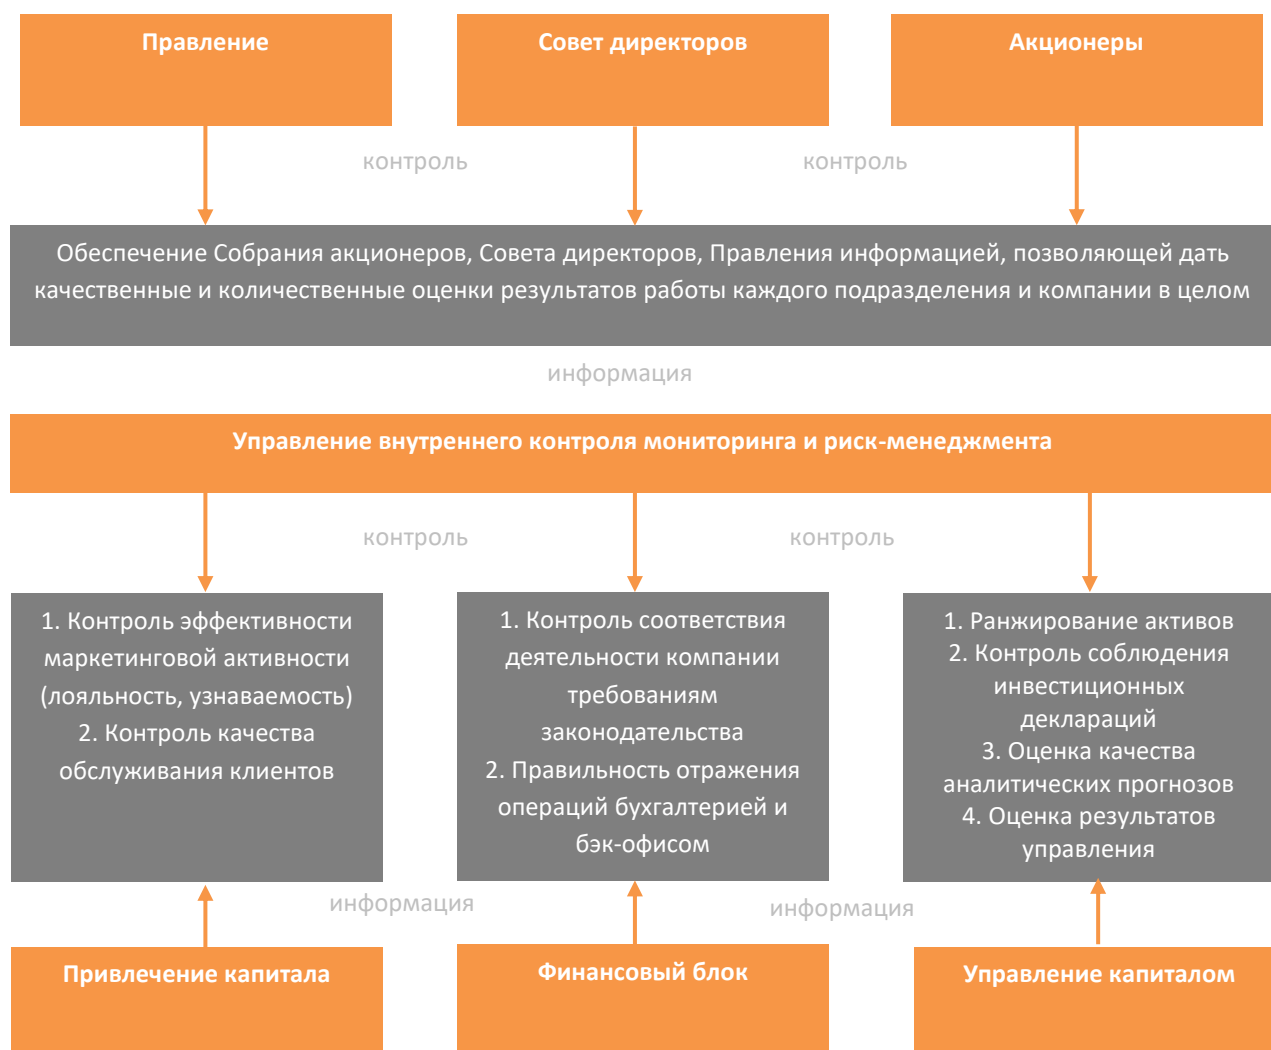 Правление
Совет директоров
Акционеры
контроль
контроль
Обеспечение Собрания акционеров, Совета директоров, Правления информацией, позволяющей дать
качественные и количественные оценки результатов работы каждого подразделения и компании в целом
информация
Управление внутреннего контроля мониторинга и риск-менеджмента
контроль
контроль
1. Контроль эффективности
маркетинговой активности
(лояльность, узнаваемость)
2. Контроль качества
обслуживания клиентов
1. Контроль соответствия
деятельности компании
требованиям
законодательства
2. Правильность отражения
операций бухгалтерией и
бэк-офисом
1. Ранжирование активов
2. Контроль соблюдения
инвестиционных
деклараций
3. Оценка качества
аналитических прогнозов
4. Оценка результатов
управления
информация
информация
Привлечение капитала
Финансовый блок
Управление капиталом